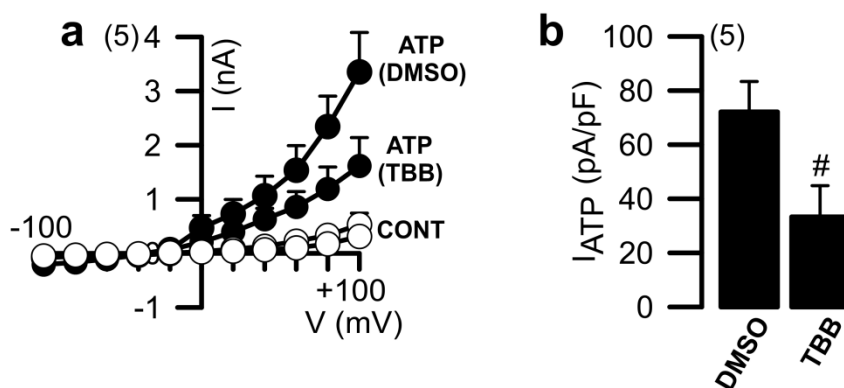 a (5)
4
3
2
1
-1
I (nA)
ATP
(DMSO)
ATP
(TBB)
CONT
-100
+100
V (mV)
b
(5)
100
80
60
40
20
0
I_ATP (pA/pF)
#
DMSO
TBB